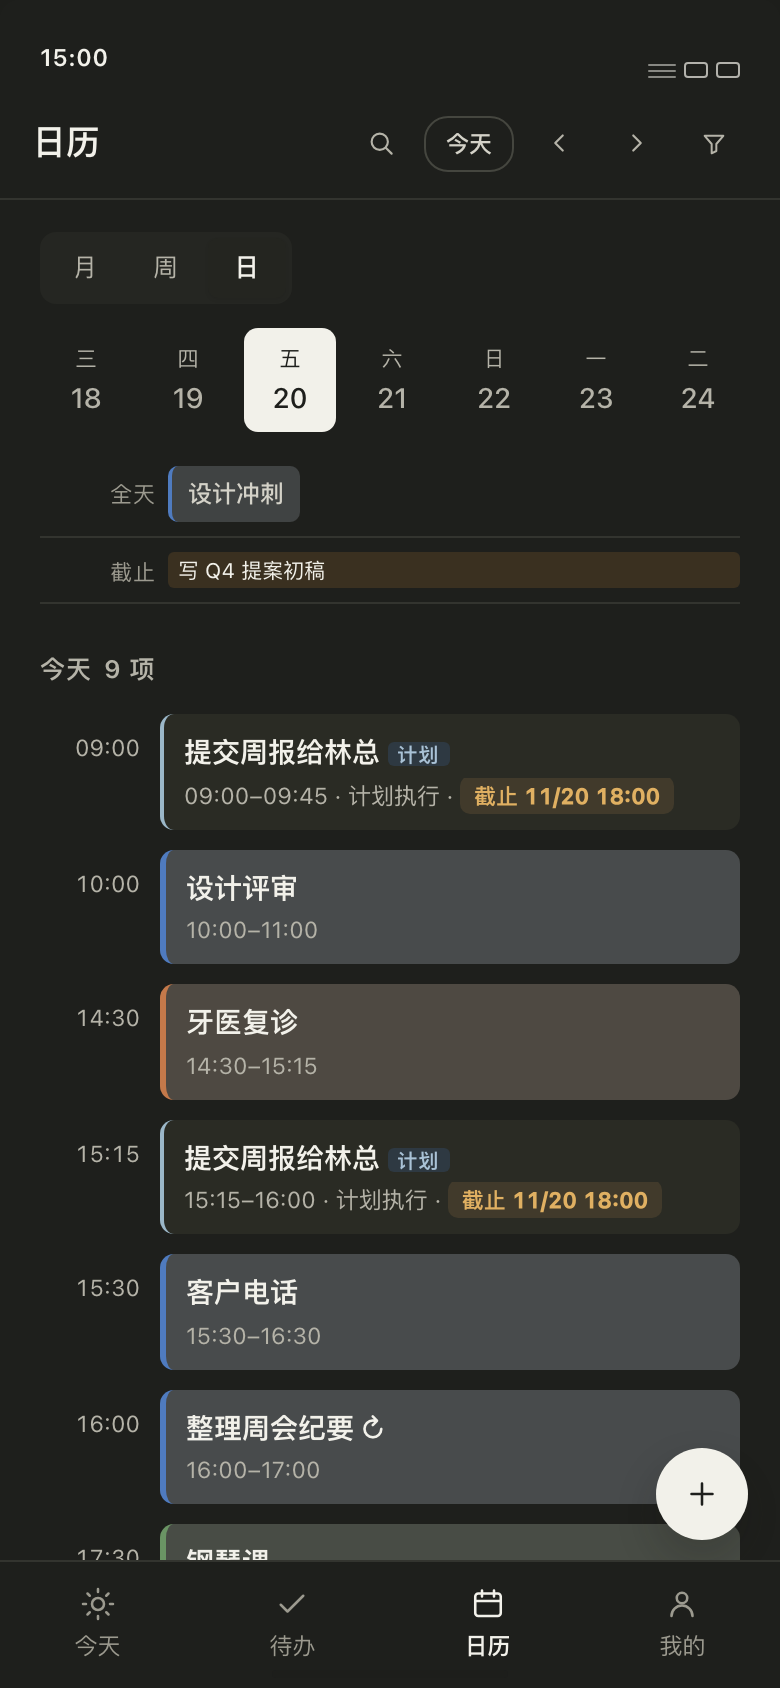 15:00
日历
今天
月 周 日
三 四 五 六 日 一 二
18 19 20 21 22 23 24
全天 设计冲刺
截止 写 Q4 提案初稿
今天 9 项
09:00 提交周报给林总 计划
09:00–09:45 · 计划执行 · 截止 11/20 18:00
10:00 设计评审
10:00–11:00
14:30 牙医复诊
14:30–15:15
15:15 提交周报给林总 计划
15:15–16:00 · 计划执行 · 截止 11/20 18:00
15:30 客户电话
15:30–16:30
16:00 整理周会纪要
16:00–17:00
17:30 钢琴课
今天 待办 日历 我的